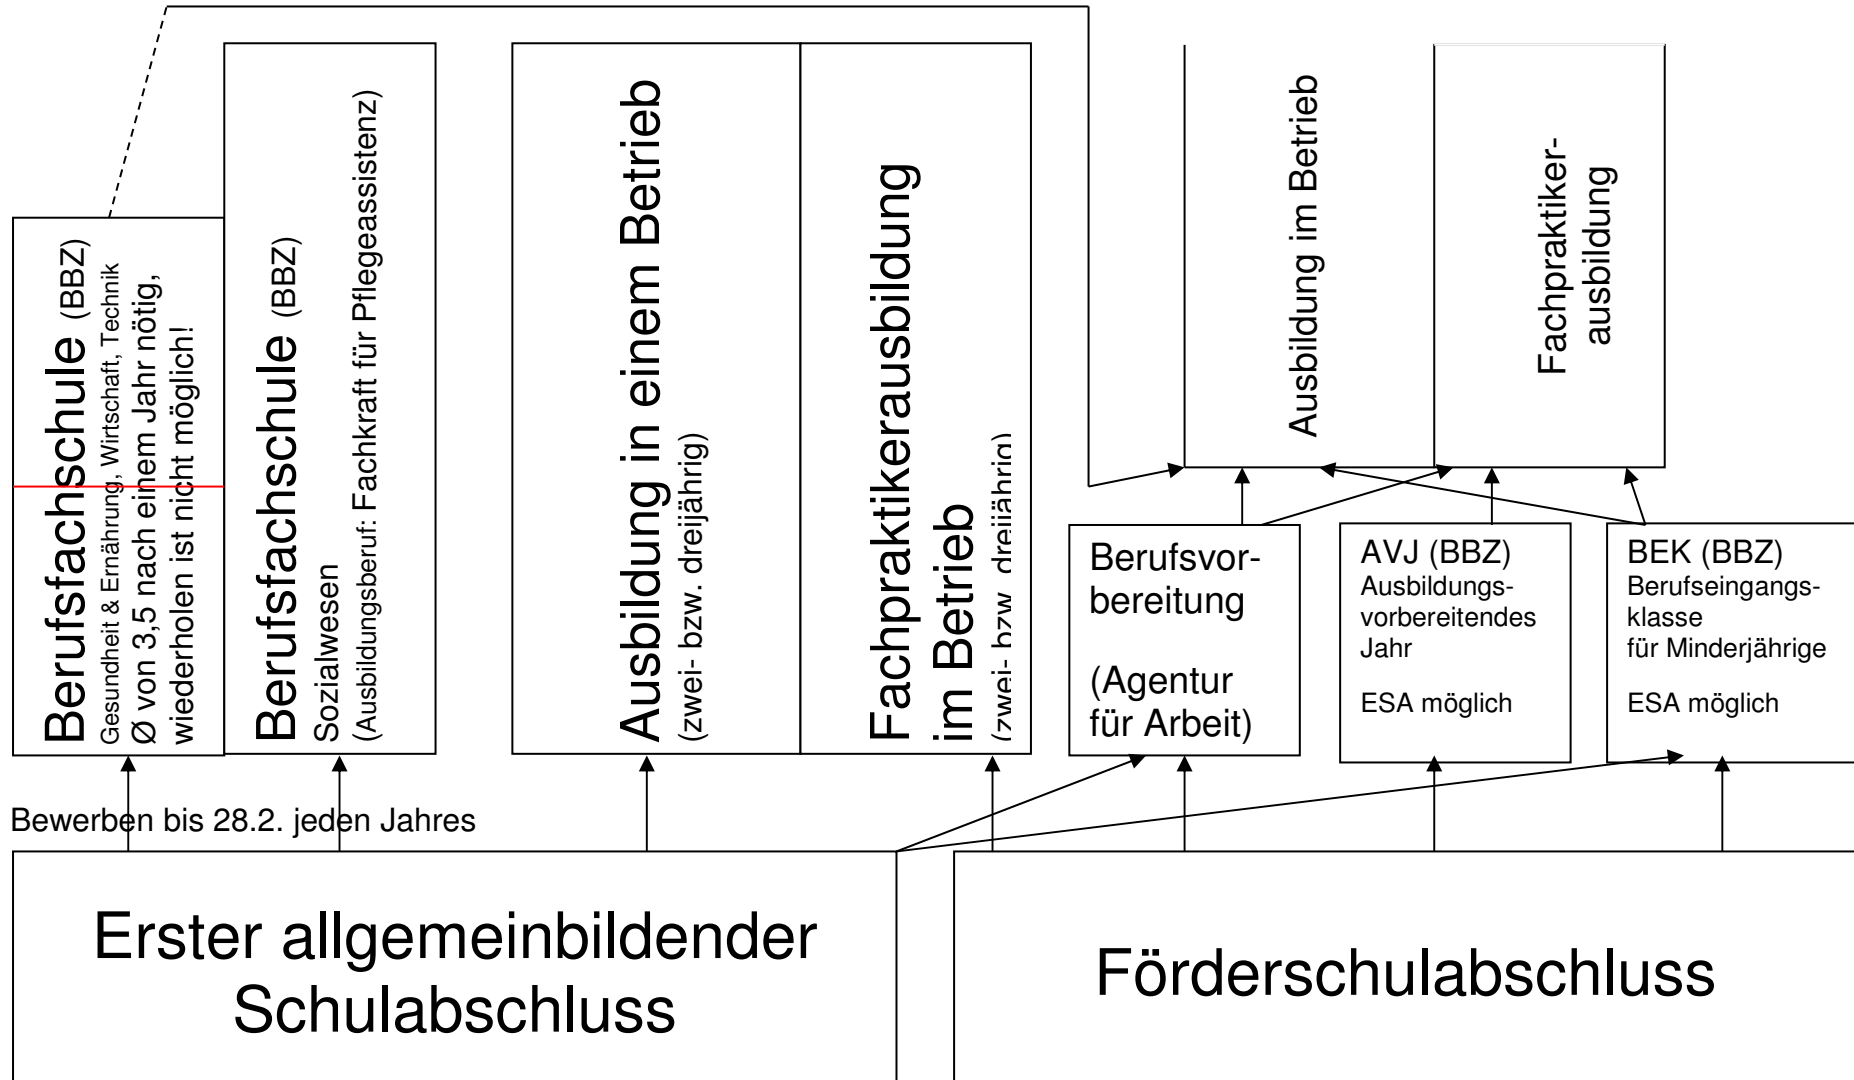 Berufsfachschule (BBZ)
Gesundheit & Ernährung, Wirtschaft, Technik
Ø von 3,5 nach einem Jahr nötig,
wiederholen ist nicht möglich!
Berufsfachschule (BBZ)
Sozialwesen
(Ausbildungsberuf: Fachkraft für Pflegeassistenz)
Ausbildung in einem Betrieb
(zwei- bzw. dreijährig)
Fachpraktikerausbildung
im Betrieb
(zwei- bzw. dreijährig)
Ausbildung im Betrieb
Fachpraktiker-
ausbildung
Berufsvor-
bereitung
(Agentur
für Arbeit)
AVJ (BBZ)
Ausbildungs-
vorbereitendes
Jahr
ESA möglich
BEK (BBZ)
Berufseingangs-
klasse
für Minderjährige
ESA möglich
Bewerben bis 28.2. jeden Jahres
Erster allgemeinbildender
Schulabschluss
Förderschulabschluss